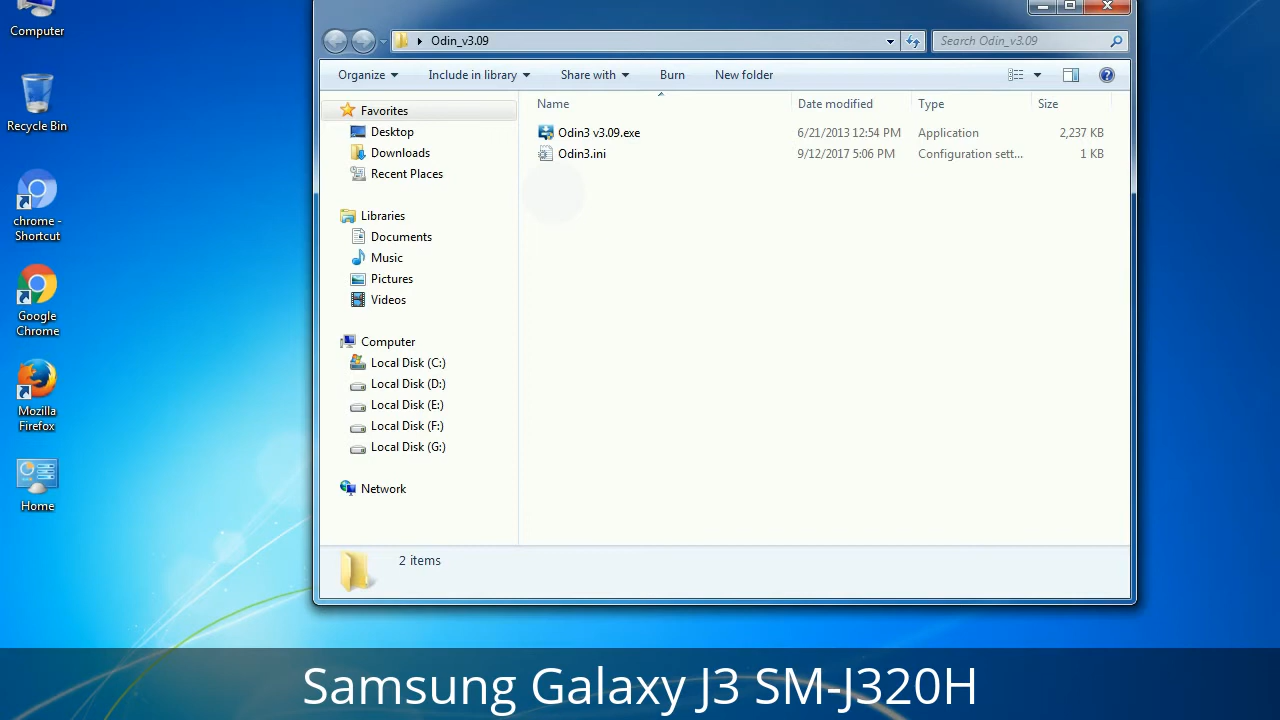 Computer
Recycle Bin
chrome -
Shortcut
Google
Chrome
Mozilla
Firefox
Home
Odin_v3.09
Search Odin_v3.09
Organize
Include in library
Share with
Burn
New folder
Favorites
Desktop
Downloads
Recent Places
Libraries
Documents
Music
Pictures
Videos
Computer
Local Disk (C:)
Local Disk (D:)
Local Disk (E:)
Local Disk (F:)
Local Disk (G:)
Network
Name Date modified Type Size
Odin3 v3.09.exe 6/21/2013 12:54 PM Application 2,237 KB
Odin3.ini 9/12/2017 5:06 PM Configuration sett... 1 KB
2 items
Samsung Galaxy J3 SM-J320H